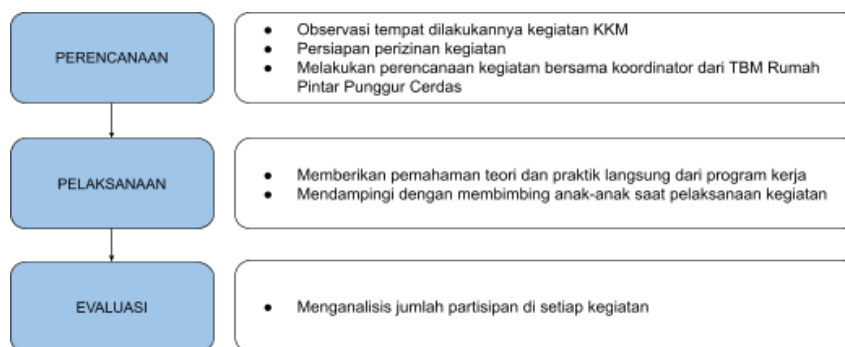 PERENCANAAN
● Observasi tempat dilakukannya kegiatan KKM
● Persiapan perizinan kegiatan
● Melakukan perencanaan kegiatan bersama koordinator dari TBM Rumah
Pintar Punggur Cerdas
PELAKSANAAN
● Memberikan pemahaman teori dan praktik langsung dari program kerja
● Mendampingi dengan membimbing anak-anak saat pelaksanaan kegiatan
EVALUASI
● Menganalisis jumlah partisipan di setiap kegiatan